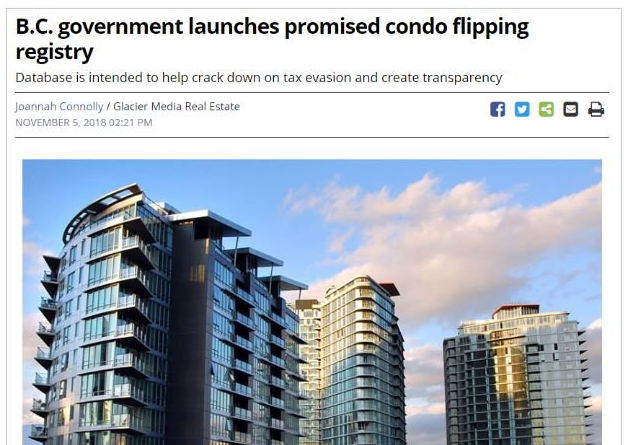 B.C. government launches promised condo flipping
registry
Database is intended to help crack down on tax evasion and create transparency
Joannah Connolly / Glacier Media Real Estate
NOVEMBER 5, 2018 02:21 PM